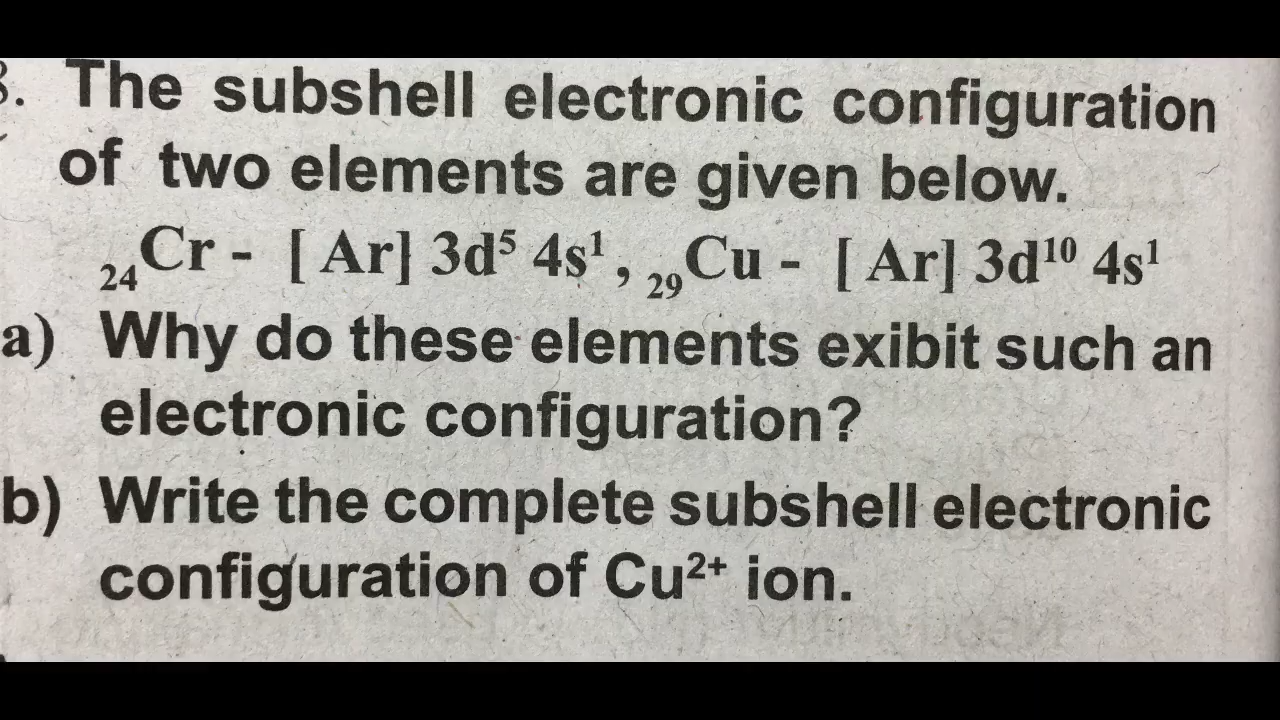 3. The subshell electronic configuration
of two elements are given below.
₂₄Cr - [ Ar] 3d⁵ 4s¹ , ₂₉Cu - [ Ar] 3d¹⁰ 4s¹
a) Why do these elements exibit such an
electronic configuration?
b) Write the complete subshell electronic
configuration of Cu²⁺ ion.